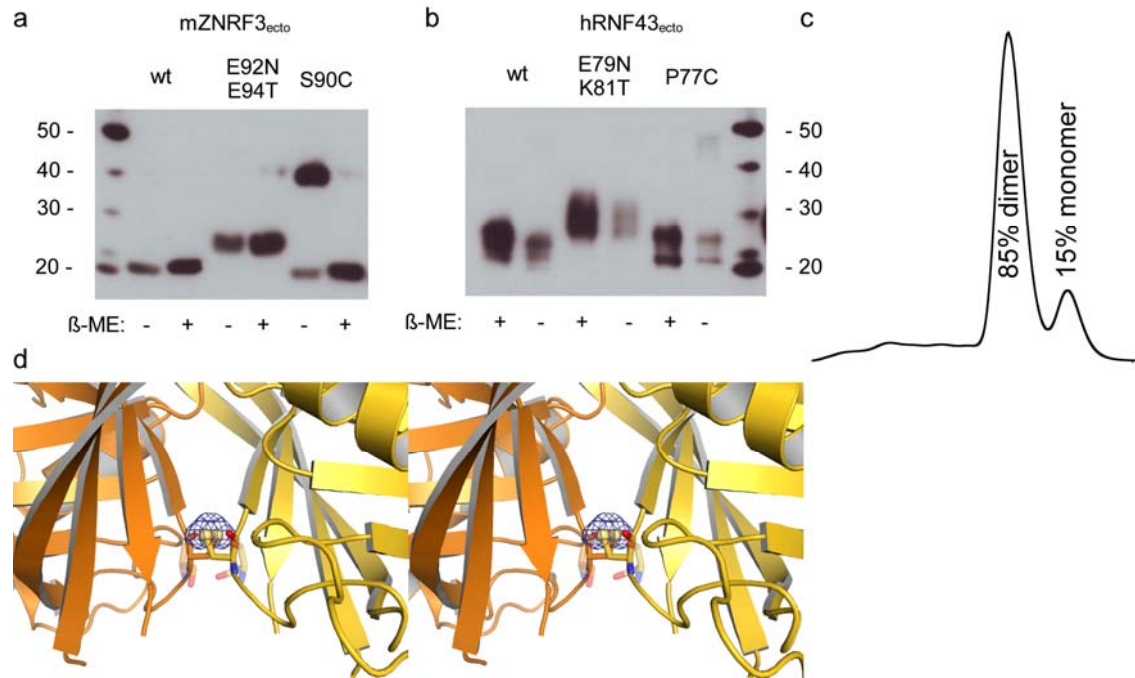 a
mZNRF3ecto
wt
E92N
E94T
S90C
50 -
40 -
30 -
20 -
ß-ME: - + - + - +
b
hRNF43ecto
wt
E79N
K81T
P77C
- 50
- 40
- 30
- 20
ß-ME: + - + - + -
c
85% dimer
15% monomer
d